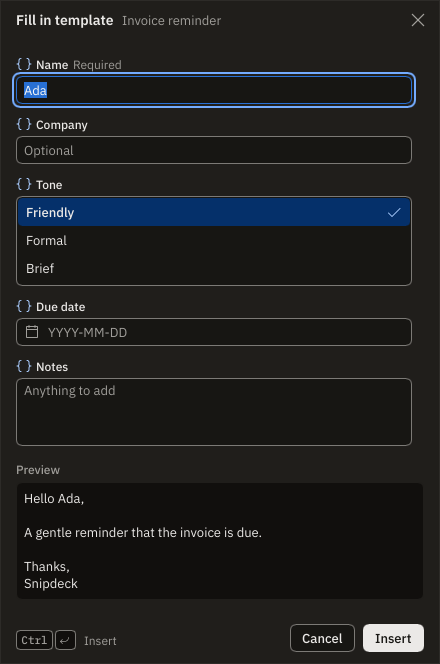 Fill in template Invoice reminder
{} Name Required
Ada
{} Company
Optional
{} Tone
Friendly
Formal
Brief
{} Due date
YYYY-MM-DD
{} Notes
Anything to add
Preview
Hello Ada,
A gentle reminder that the invoice is due.
Thanks,
Snipdeck
Ctrl ↵ Insert
Cancel
Insert